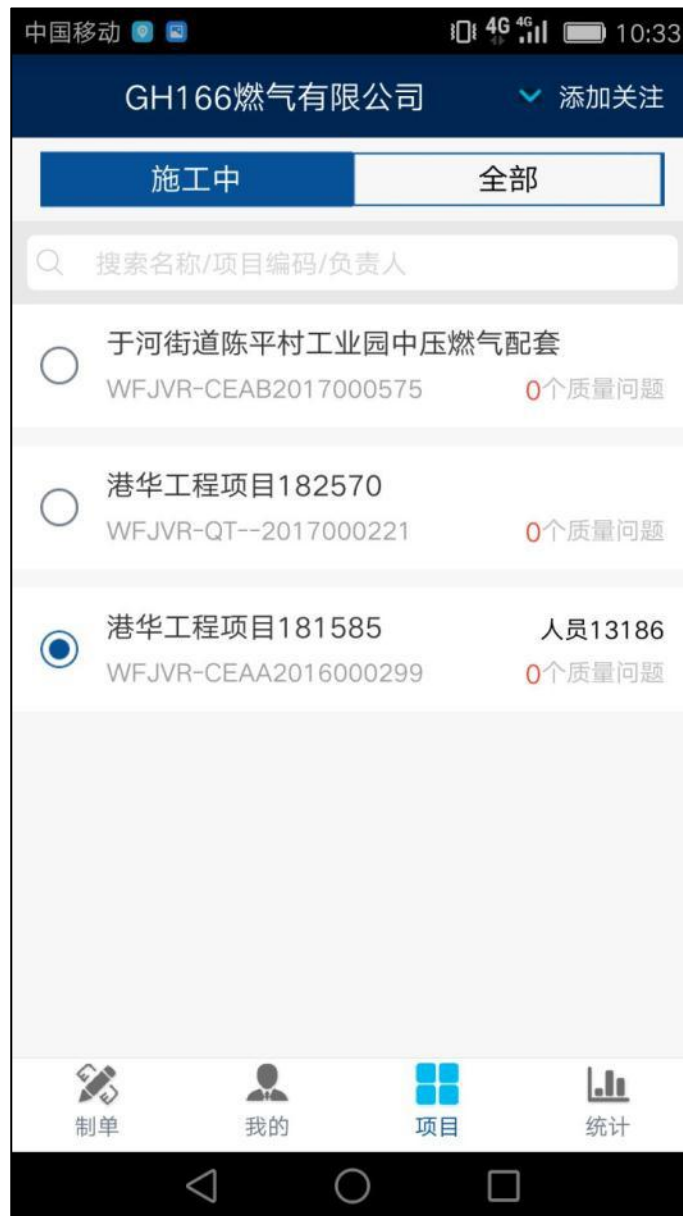 中国移动 4G 4G 10:33
GH166燃气有限公司 添加关注
施工中 全部
搜索名称/项目编码/负责人
于河街道陈平村工业园中压燃气配套
WFJVR-CEAB2017000575 0个质量问题
港华工程项目182570
WFJVR-QT--2017000221 0个质量问题
港华工程项目181585 人员13186
WFJVR-CEAA2016000299 0个质量问题
制单 我的 项目 统计